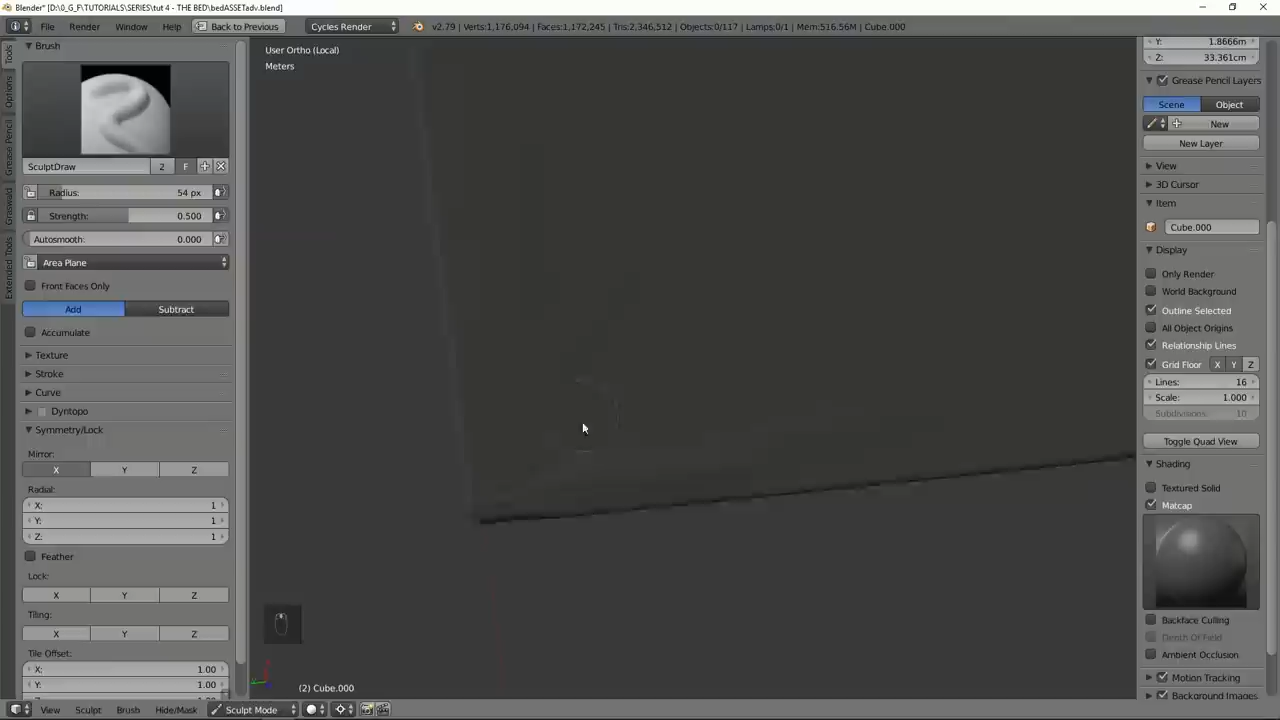 Blender* [D:\0_G_F\TUTORIALS\SERIES\tut 4 - THE BED\bedASSETadv.blend]
File Render Window Help Back to Previous Cycles Render v2.79 | Verts:1,176,094 | Faces:1,172,245 | Tris:2,346,512 | Objects:0/117 | Lamps:0/1 | Mem:516.56M | Cube.000
Tools
Options
Grease Pencil
Graswald
Extended Tools
Brush
SculptDraw 2 F
Radius: 54 px
Strength: 0.500
Autosmooth: 0.000
Area Plane
Front Faces Only
Add Subtract
Accumulate
Texture
Stroke
Curve
Dyntopo
Symmetry/Lock
Mirror:
X Y Z
Radial:
X: 1
Y: 1
Z: 1
Feather
Lock:
X Y Z
Tiling:
X Y Z
Tile Offset:
X: 1.00
Y: 1.00
User Ortho (Local)
Meters
(2) Cube.000
View Sculpt Brush Hide/Mask Sculpt Mode
Y: 1.8666m
Z: 33.361cm
Grease Pencil Layers
Scene Object
New
New Layer
View
3D Cursor
Item
Cube.000
Display
Only Render
World Background
Outline Selected
All Object Origins
Relationship Lines
Grid Floor X Y Z
Lines: 16
Scale: 1.000
Subdivisions: 10
Toggle Quad View
Shading
Textured Solid
Matcap
Backface Culling
Depth Of Field
Ambient Occlusion
Motion Tracking
Background Images